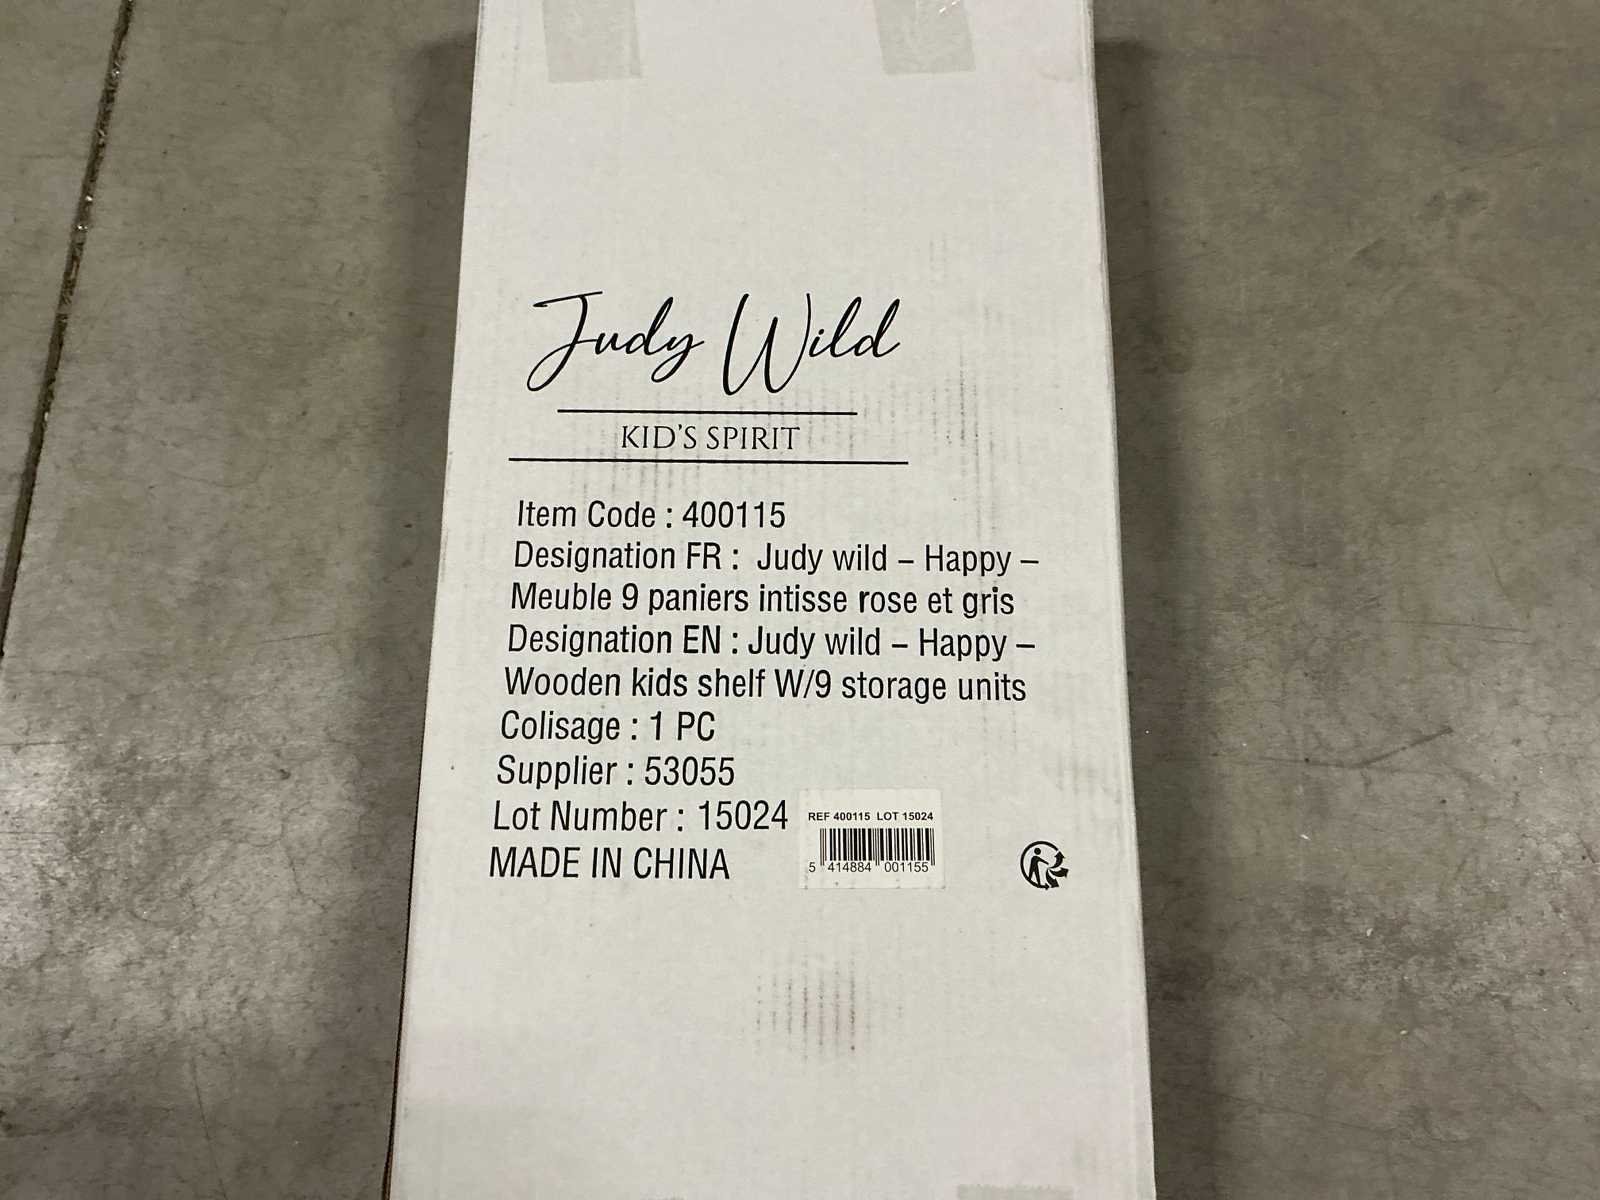 Judy Wild
KID'S SPIRIT
Item Code : 400115
Designation FR : Judy wild – Happy –
Meuble 9 paniers intisse rose et gris
Designation EN : Judy wild – Happy –
Wooden kids shelf W/9 storage units
Colisage : 1 PC
Supplier : 53055
Lot Number : 15024
MADE IN CHINA
REF 400115 LOT 15024
5 414884 001155